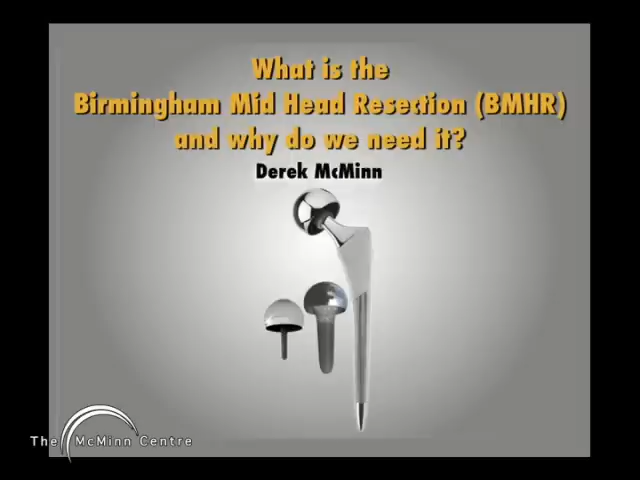 What is the
Birmingham Mid Head Resection (BMHR)
and why do we need it?
Derek McMinn
The McMinn Centre